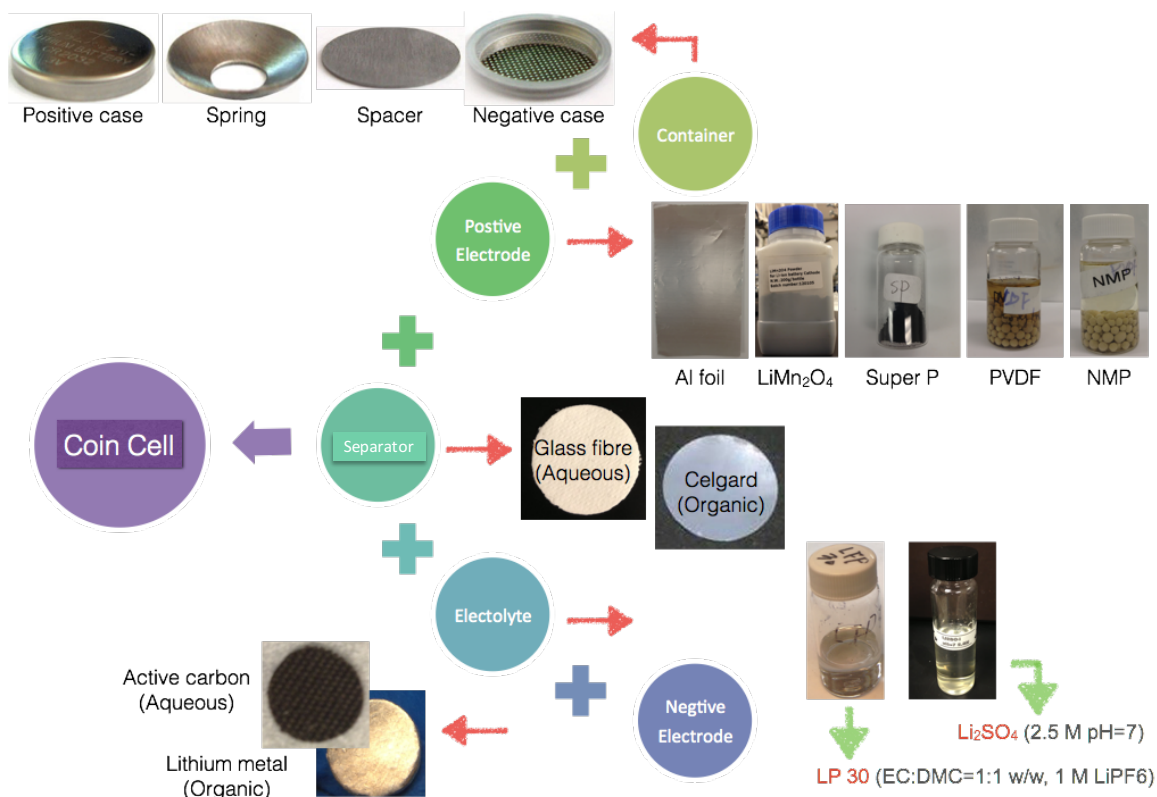 Positive case
Spring
Spacer
Negative case
Container
Postive
Electrode
SP
NMP
Al foil
LiMn₂O₄
Super P
PVDF
NMP
Coin Cell
Separator
Glass fibre
(Aqueous)
Celgard
(Organic)
LFP
Electolyte
Active carbon
(Aqueous)
Negtive
Electrode
Lithium metal
(Organic)
Li₂SO₄ (2.5 M pH=7)
LP 30 (EC:DMC=1:1 w/w, 1 M LiPF6)